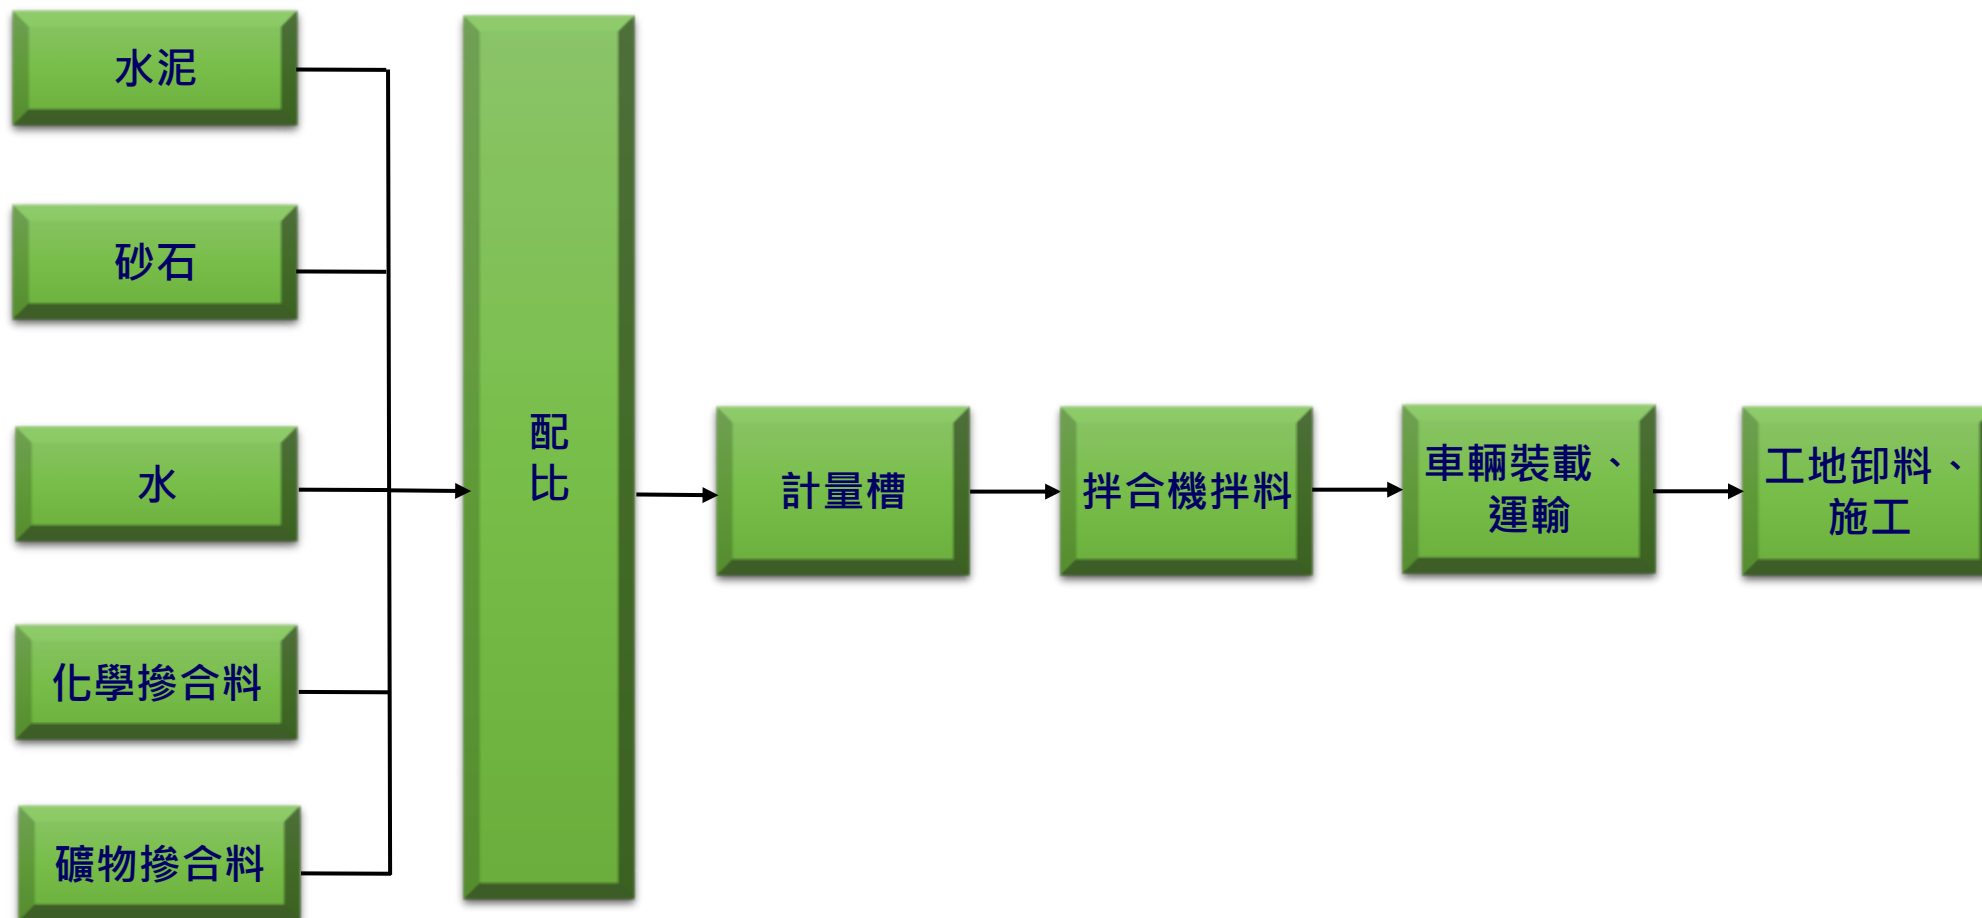 水泥
砂石
水
化學摻合料
礦物摻合料
配
比
計量槽
拌合機拌料
車輛裝載、
運輸
工地卸料、
施工